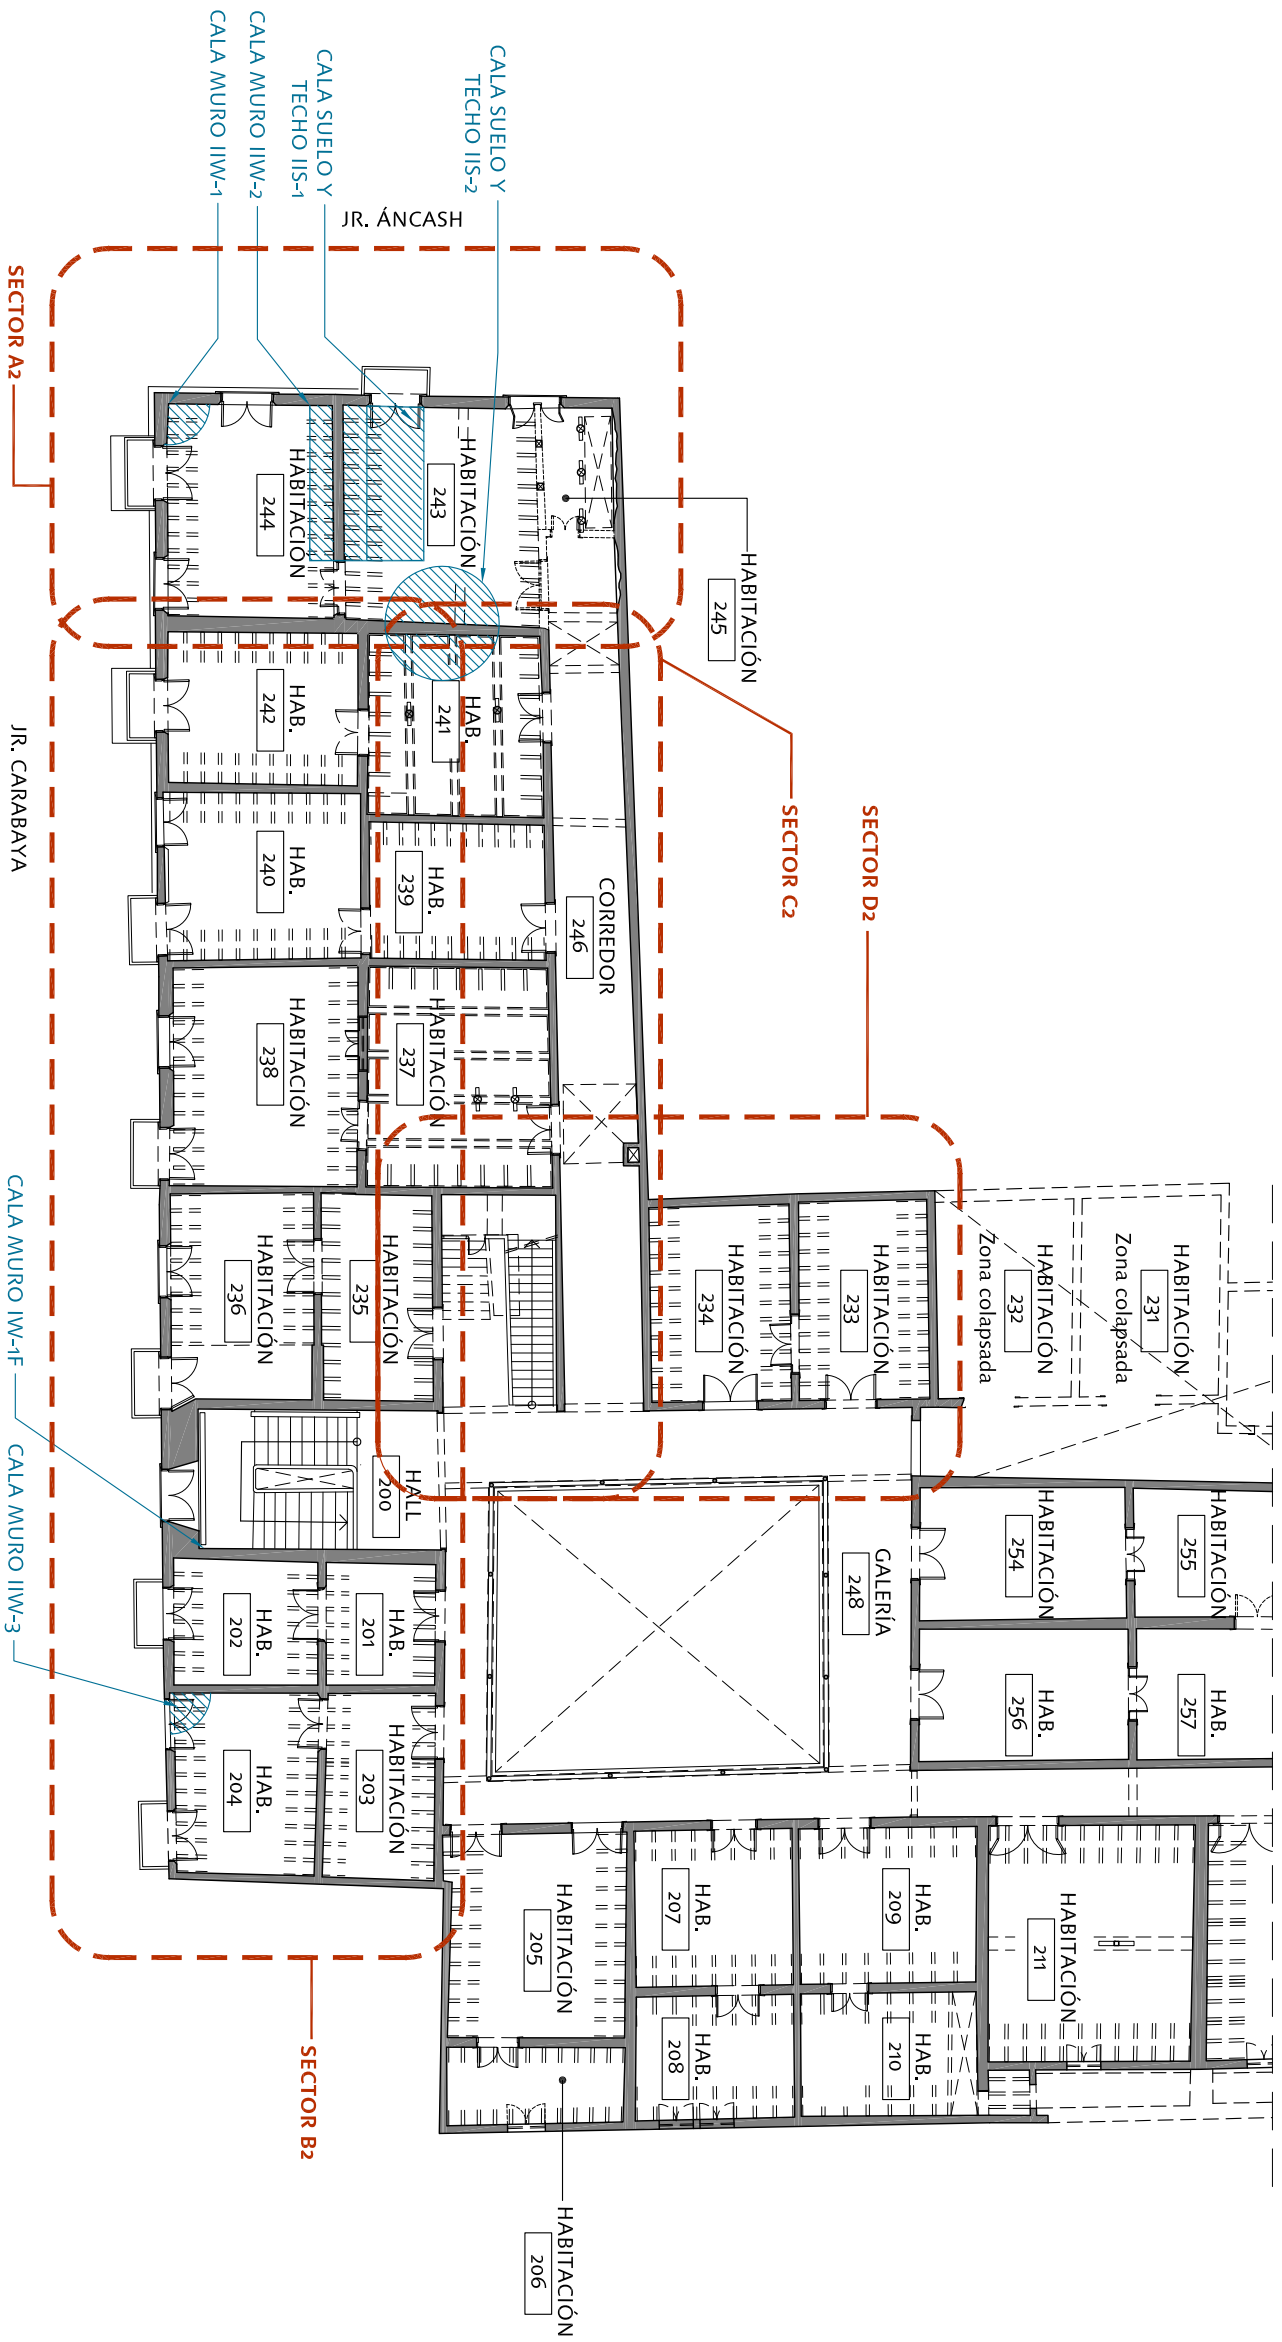 CALA MURO IIW-1
CALA MURO IIW-2
CALA SUELO Y
TECHO IIS-1
CALA SUELO Y
TECHO IIS-2
JR. ÁNCASH
SECTOR A2
HABITACIÓN
244
HABITACIÓN
243
HABITACIÓN
245
SECTOR C2
SECTOR D2
JR. CARABAYA
HAB.
242
HAB.
241
HAB.
240
HAB.
239
CORREDOR
246
HABITACIÓN
238
HABITACIÓN
237
HABITACIÓN
236
HABITACIÓN
235
HABITACIÓN
234
HABITACIÓN
233
HABITACIÓN
232
Zona colapsada
HABITACIÓN
231
Zona colapsada
CALA MURO IW-1F
CALA MURO IIW-3
HALL
200
GALERÍA
248
HABITACIÓN
254
HABITACIÓN
255
HAB.
256
HAB.
257
HAB.
202
HAB.
201
HAB.
204
HABITACIÓN
203
HABITACIÓN
205
HAB.
207
HAB.
209
HABITACIÓN
211
HAB.
208
HAB.
210
SECTOR B2
HABITACIÓN
206